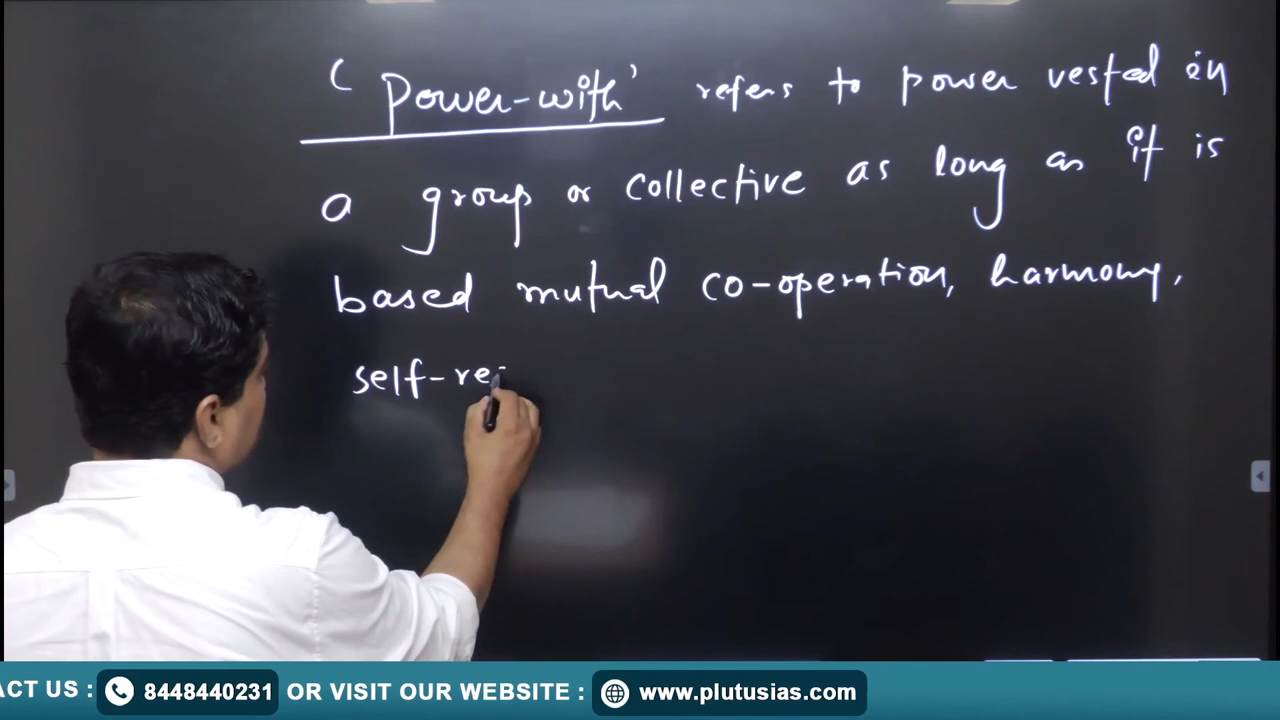 'Power-with' refers to power vested in
a group or collective as long as it is
based mutual co-operation, harmony,
self-re
ACT US : 8448440231 OR VISIT OUR WEBSITE : www.plutusias.com